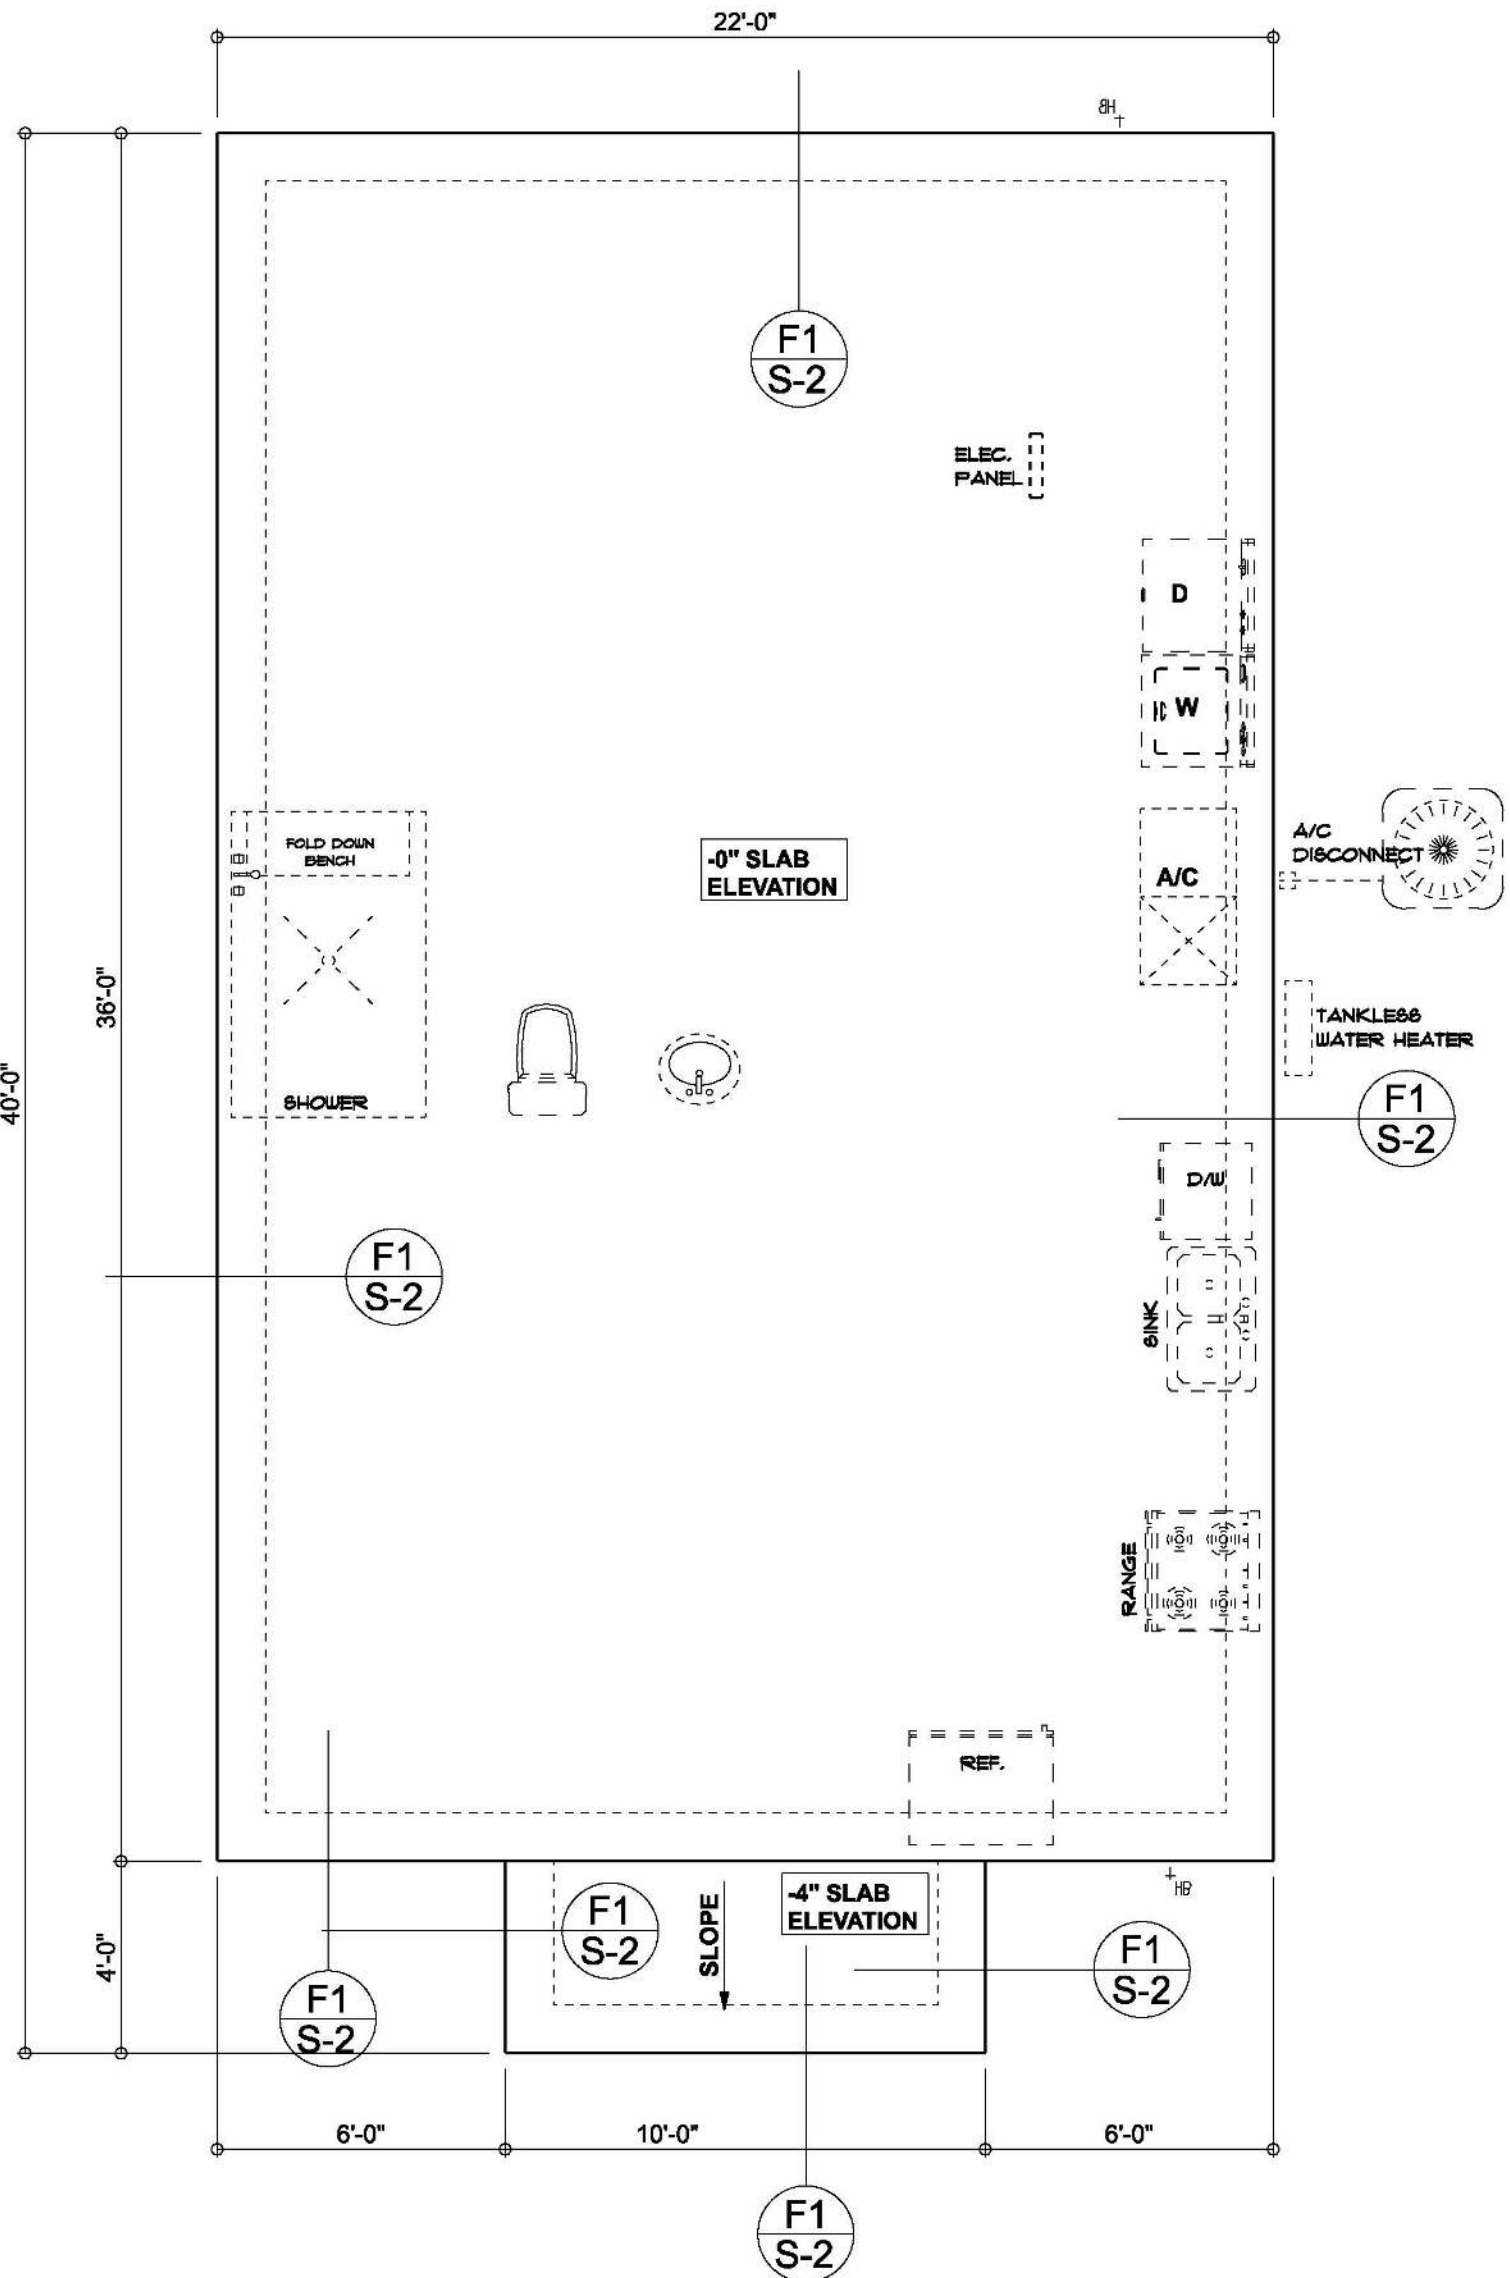 22'-0"
HB
F1
S-2
ELEC.
PANEL
D
W
FOLD DOWN
BENCH
-0" SLAB
ELEVATION
A/C
A/C
DISCONNECT
36'-0"
40'-0"
TANKLESS
WATER HEATER
SHOWER
F1
S-2
D/W
F1
S-2
SINK
RANGE
REF.
-4" SLAB
ELEVATION
HB
F1
S-2
SLOPE
F1
S-2
4'-0"
F1
S-2
6'-0"
10'-0"
6'-0"
F1
S-2